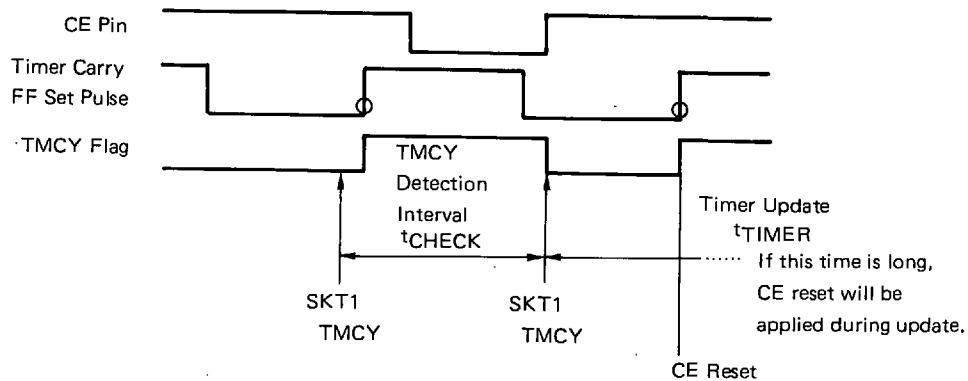 CE Pin
Timer Carry
FF Set Pulse
TMCY Flag
TMCY
Detection
Interval
tCHECK
Timer Update
tTIMER
If this time is long,
CE reset will be
applied during update.
SKT1
TMCY
SKT1
TMCY
CE Reset